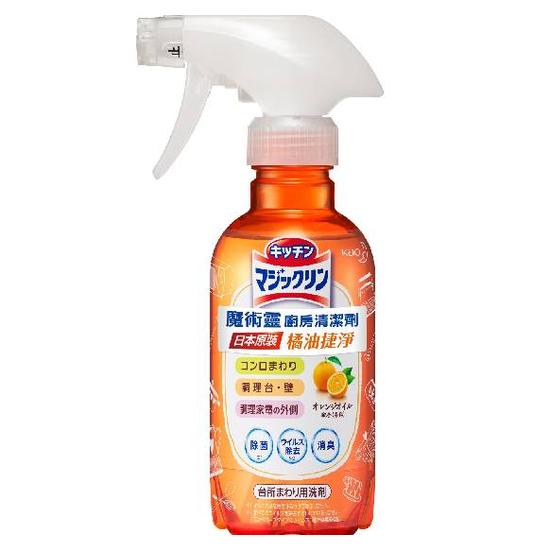 下
Kao
キッチン
マジックリン
魔術靈 廚房清潔劑
日本原裝 橘油捷淨
コンロまわり
調理台・壁
調理家電の外側
オレンジオイル
除菌
ウイルス
除去
消臭
台所まわり用洗剤